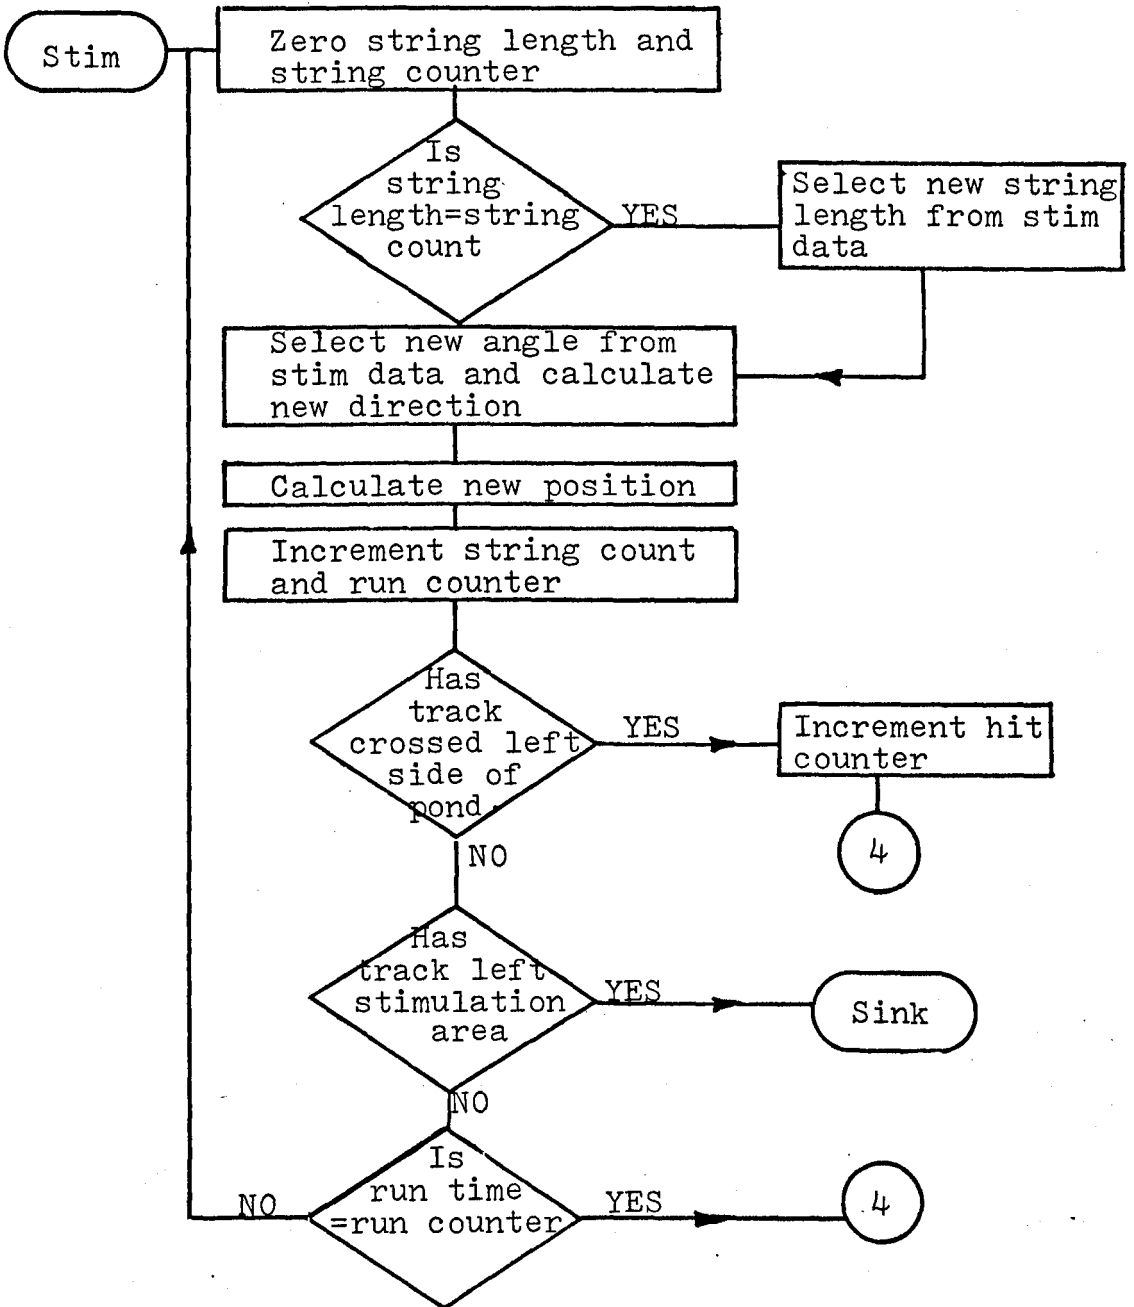 Stim
Zero string length and
string counter
Is
string
length=string
count
YES
Select new string
length from stim
data
Select new angle from
stim data and calculate
new direction
Calculate new position
Increment string count
and run counter
Has
track
crossed left
side of
pond.
YES
Increment hit
counter
4
NO
Has
track left
stimulation
area
YES
Sink
NO
Is
run time
=run counter
NO
YES
4